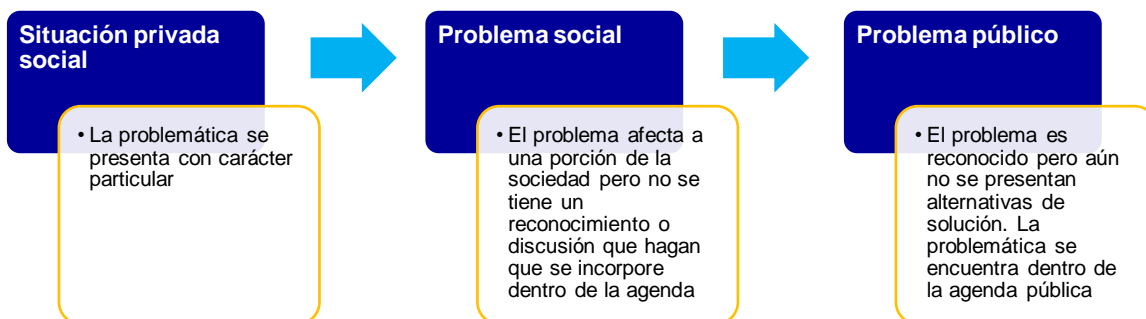 Situación privada
social
• La problemática se
presenta con carácter
particular
Problema social
• El problema afecta a
una porción de la
sociedad pero no se
tiene un
reconocimiento o
discusión que hagan
que se incorpore
dentro de la agenda
Problema público
• El problema es
reconocido pero aún
no se presentan
alternativas de
solución. La
problemática se
encuentra dentro de
la agenda pública